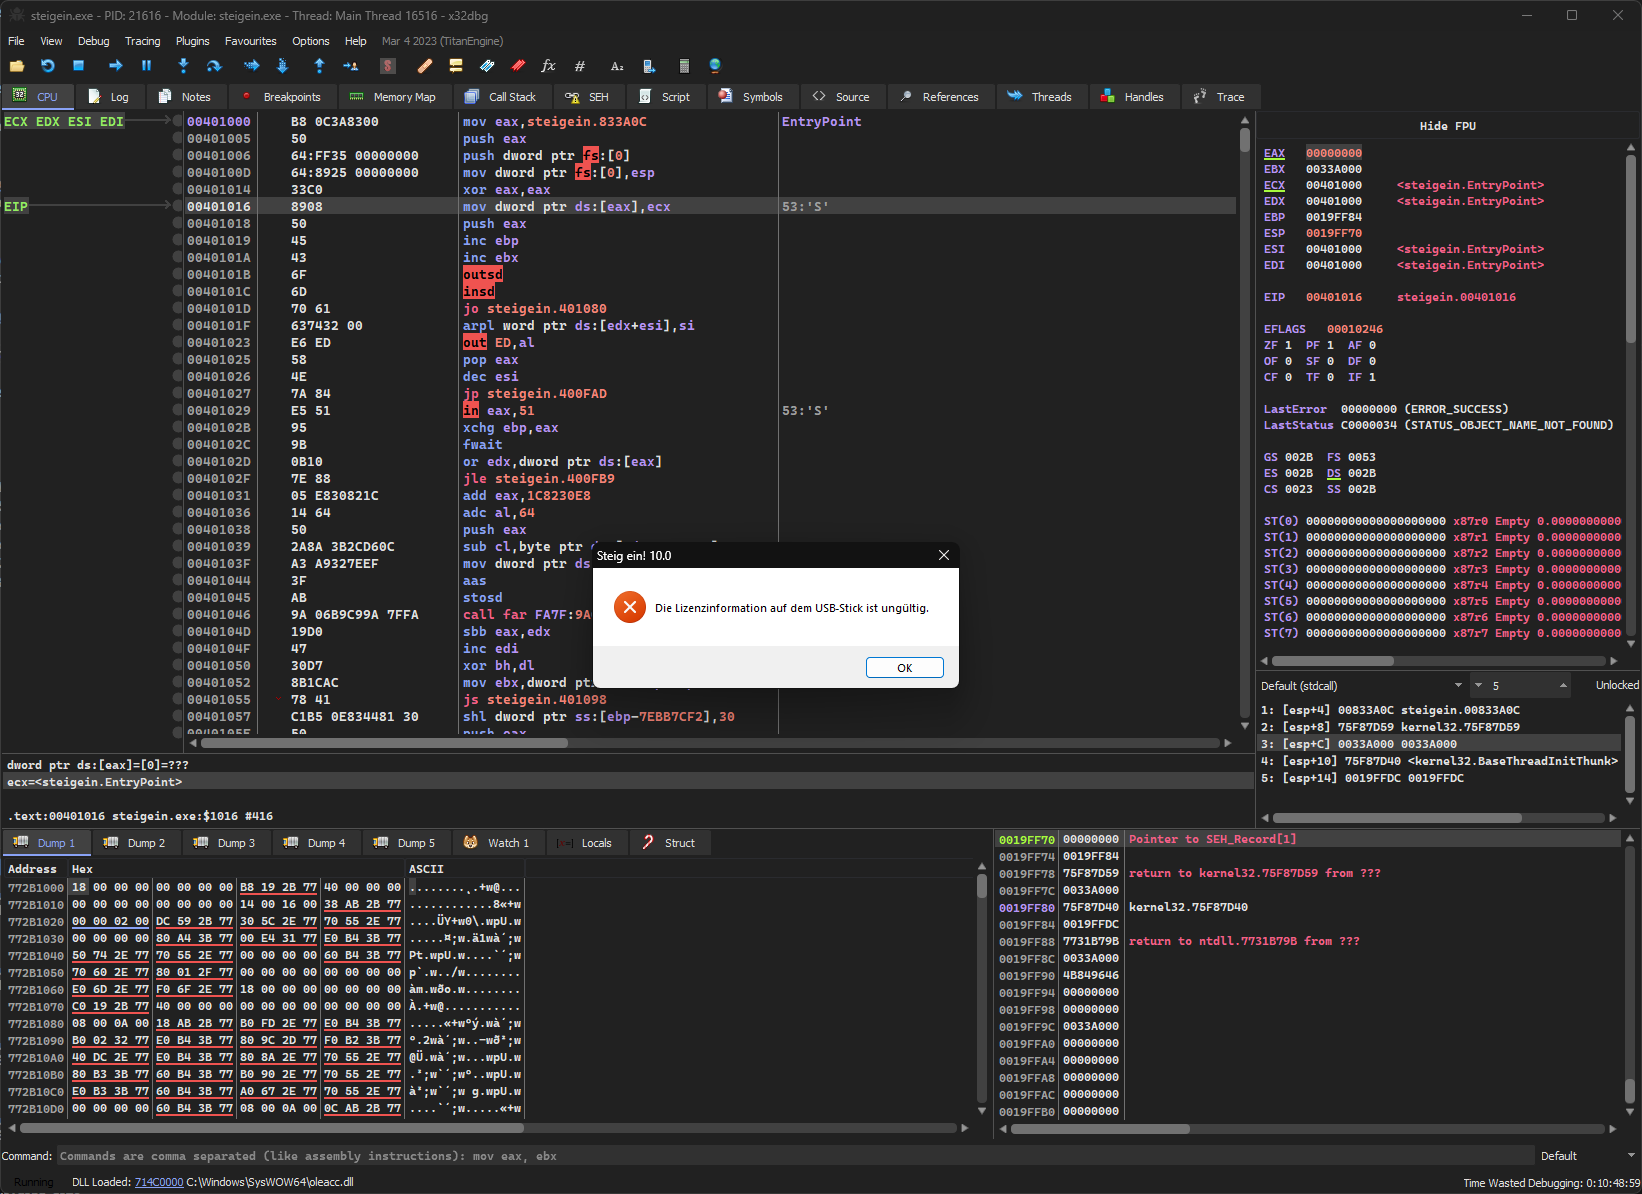 steigein.exe - PID: 21616 - Module: steigein.exe - Thread: Main Thread 16516 - x32dbg
File View Debug Tracing Plugins Favourites Options Help Mar 4 2023 (TitanEngine)
CPU Log Notes Breakpoints Memory Map Call Stack SEH Script Symbols Source References Threads Handles Trace
ECX EDX ESI EDI 00401000 B8 0C3A8300 mov eax,steigein.833A0C EntryPoint
00401005 50 push eax
00401006 64:FF35 00000000 push dword ptr fs:[0]
0040100D 64:8925 00000000 mov dword ptr fs:[0],esp
00401014 33C0 xor eax,eax
EIP 00401016 8908 mov dword ptr ds:[eax],ecx 53:'S'
00401018 50 push eax
00401019 45 inc ebp
0040101A 43 inc ebx
0040101B 6F outsd
0040101C 6D insd
0040101D 70 61 jo steigein.401080
0040101F 637432 00 arpl word ptr ds:[edx+esi],si
00401023 E6 ED out ED,al
00401025 58 pop eax
00401026 4E dec esi
00401027 7A 84 jp steigein.400FAD
00401029 E5 51 in eax,51 53:'S'
0040102B 95 xchg ebp,eax
0040102C 9B fwait
0040102D 0B10 or edx,dword ptr ds:[eax]
0040102F 7E 88 jle steigein.400FB9
00401031 05 E830821C add eax,1C8230E8
00401036 14 64 adc al,64
00401038 50 push eax
00401039 2A8A 3B2CD60C sub cl,byte ptr
0040103F A3 A9327EEF mov dword ptr ds
00401044 3F aas
00401045 AB stosd
00401046 9A 06B9C99A 7FFA call far FA7F:9A
0040104D 19D0 sbb eax,edx
0040104F 47 inc edi
00401050 30D7 xor bh,dl
00401052 8B1CAC mov ebx,dword pt
00401055 78 41 js steigein.401098
00401057 C1B5 0E834481 30 shl dword ptr ss:[ebp-7EBB7CF2],30
Steig ein! 10.0
Die Lizenzinformation auf dem USB-Stick ist ungültig.
OK
dword ptr ds:[eax]=[0]=???
ecx=<steigein.EntryPoint>
.text:00401016 steigein.exe:$1016 #416
Hide FPU
EAX 00000000
EBX 0033A000
ECX 00401000 <steigein.EntryPoint>
EDX 00401000 <steigein.EntryPoint>
EBP 0019FF84
ESP 0019FF70
ESI 00401000 <steigein.EntryPoint>
EDI 00401000 <steigein.EntryPoint>
EIP 00401016 steigein.00401016
EFLAGS 00010246
ZF 1 PF 1 AF 0
OF 0 SF 0 DF 0
CF 0 TF 0 IF 1
LastError 00000000 (ERROR_SUCCESS)
LastStatus C0000034 (STATUS_OBJECT_NAME_NOT_FOUND)
GS 002B FS 0053
ES 002B DS 002B
CS 0023 SS 002B
ST(0) 00000000000000000000 x87r0 Empty 0.0000000000
ST(1) 00000000000000000000 x87r1 Empty 0.0000000000
ST(2) 00000000000000000000 x87r2 Empty 0.0000000000
ST(3) 00000000000000000000 x87r3 Empty 0.0000000000
ST(4) 00000000000000000000 x87r4 Empty 0.0000000000
ST(5) 00000000000000000000 x87r5 Empty 0.0000000000
ST(6) 00000000000000000000 x87r6 Empty 0.0000000000
ST(7) 00000000000000000000 x87r7 Empty 0.0000000000
Default (stdcall) 5 Unlocked
1: [esp+4] 00833A0C steigein.00833A0C
2: [esp+8] 75F87D59 kernel32.75F87D59
3: [esp+C] 0033A000 0033A000
4: [esp+10] 75F87D40 <kernel32.BaseThreadInitThunk>
5: [esp+14] 0019FFDC 0019FFDC
Dump 1 Dump 2 Dump 3 Dump 4 Dump 5 Watch 1 Locals Struct
Address Hex ASCII
772B1000 18 00 00 00 00 00 00 00 B8 19 2B 77 40 00 00 00 ........¸.+w@...
772B1010 00 00 00 00 00 00 00 00 14 00 16 00 38 AB 2B 77 ............8«+w
772B1020 00 00 02 00 DC 59 2B 77 30 5C 2E 77 70 55 2E 77 ....ÜY+w0\.wpU.w
772B1030 00 00 00 00 80 A4 3B 77 00 E4 31 77 E0 B4 3B 77 .....¤;w.ä1wà´;w
772B1040 50 74 2E 77 70 55 2E 77 00 00 00 00 60 B4 3B 77 Pt.wpU.w....`´;w
772B1050 70 60 2E 77 80 01 2F 77 00 00 00 00 00 00 00 00 p`.w../w........
772B1060 E0 6D 2E 77 F0 6F 2E 77 18 00 00 00 00 00 00 00 àm.wðo.w........
772B1070 C0 19 2B 77 40 00 00 00 00 00 00 00 00 00 00 00 À.+w@...........
772B1080 08 00 0A 00 18 AB 2B 77 B0 FD 2E 77 E0 B4 3B 77 .....«+w°ý.wà´;w
772B1090 B0 02 32 77 E0 B4 3B 77 80 9C 2D 77 F0 B2 3B 77 °.2wà´;w..-wð²;w
772B10A0 40 DC 2E 77 E0 B4 3B 77 80 8A 2E 77 70 55 2E 77 @Ü.wà´;w...wpU.w
772B10B0 80 B3 3B 77 60 B4 3B 77 B0 90 2E 77 70 55 2E 77 .³;w`´;w°..wpU.w
772B10C0 E0 B3 3B 77 60 B4 3B 77 A0 67 2E 77 70 55 2E 77 à³;w`´;w g.wpU.w
772B10D0 00 00 00 00 60 B4 3B 77 08 00 0A 00 0C AB 2B 77 ....`´;w.....«+w
0019FF70 00000000 Pointer to SEH_Record[1]
0019FF74 0019FF84
0019FF78 75F87D59 return to kernel32.75F87D59 from ???
0019FF7C 0033A000
0019FF80 75F87D40 kernel32.75F87D40
0019FF84 0019FFDC
0019FF88 7731B79B return to ntdll.7731B79B from ???
0019FF8C 0033A000
0019FF90 4B849646
0019FF94 00000000
0019FF98 00000000
0019FF9C 0033A000
0019FFA0 00000000
0019FFA4 00000000
0019FFA8 00000000
0019FFAC 00000000
0019FFB0 00000000
Command: Commands are comma separated (like assembly instructions): mov eax, ebx Default
Running DLL Loaded: 714C0000 C:\Windows\SysWOW64\oleacc.dll Time Wasted Debugging: 0:10:48:59